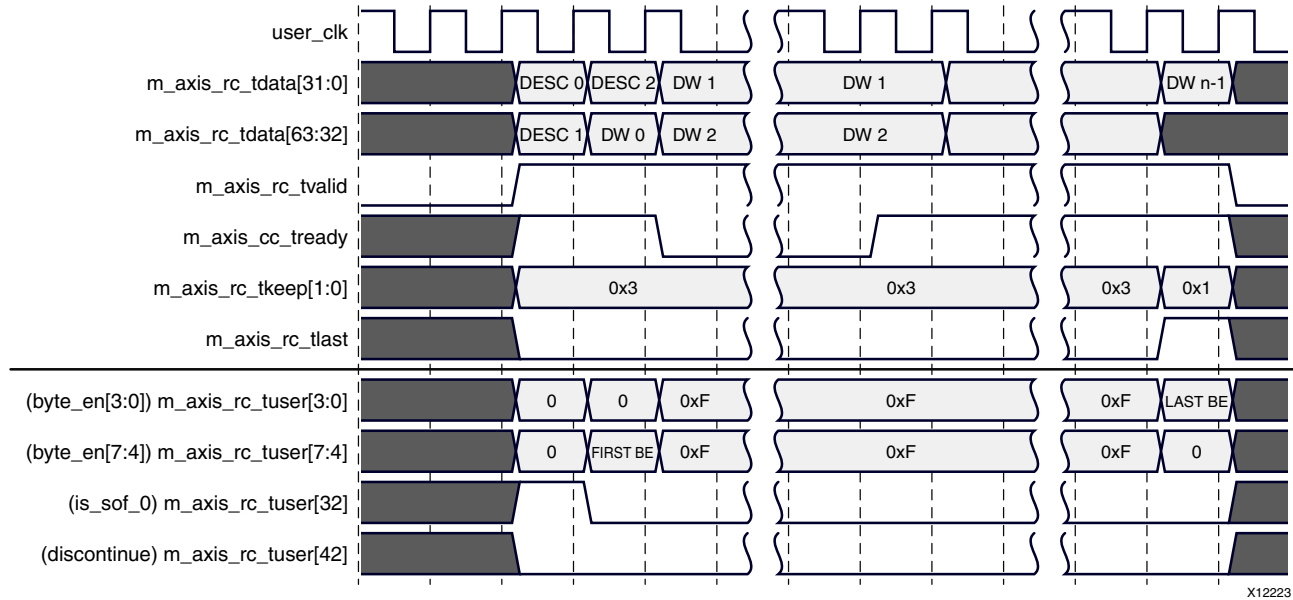 user_clk
m_axis_rc_tdata[31:0] DESC 0 DESC 2 DW 1 DW 1 DW n-1
m_axis_rc_tdata[63:32] DESC 1 DW 0 DW 2 DW 2
m_axis_rc_tvalid
m_axis_cc_tready
m_axis_rc_tkeep[1:0] 0x3 0x3 0x3 0x1
m_axis_rc_tlast
(byte_en[3:0]) m_axis_rc_tuser[3:0] 0 0 0xF 0xF 0xF LAST BE
(byte_en[7:4]) m_axis_rc_tuser[7:4] 0 FIRST BE 0xF 0xF 0xF 0
(is_sof_0) m_axis_rc_tuser[32]
(discontinue) m_axis_rc_tuser[42]
X12223